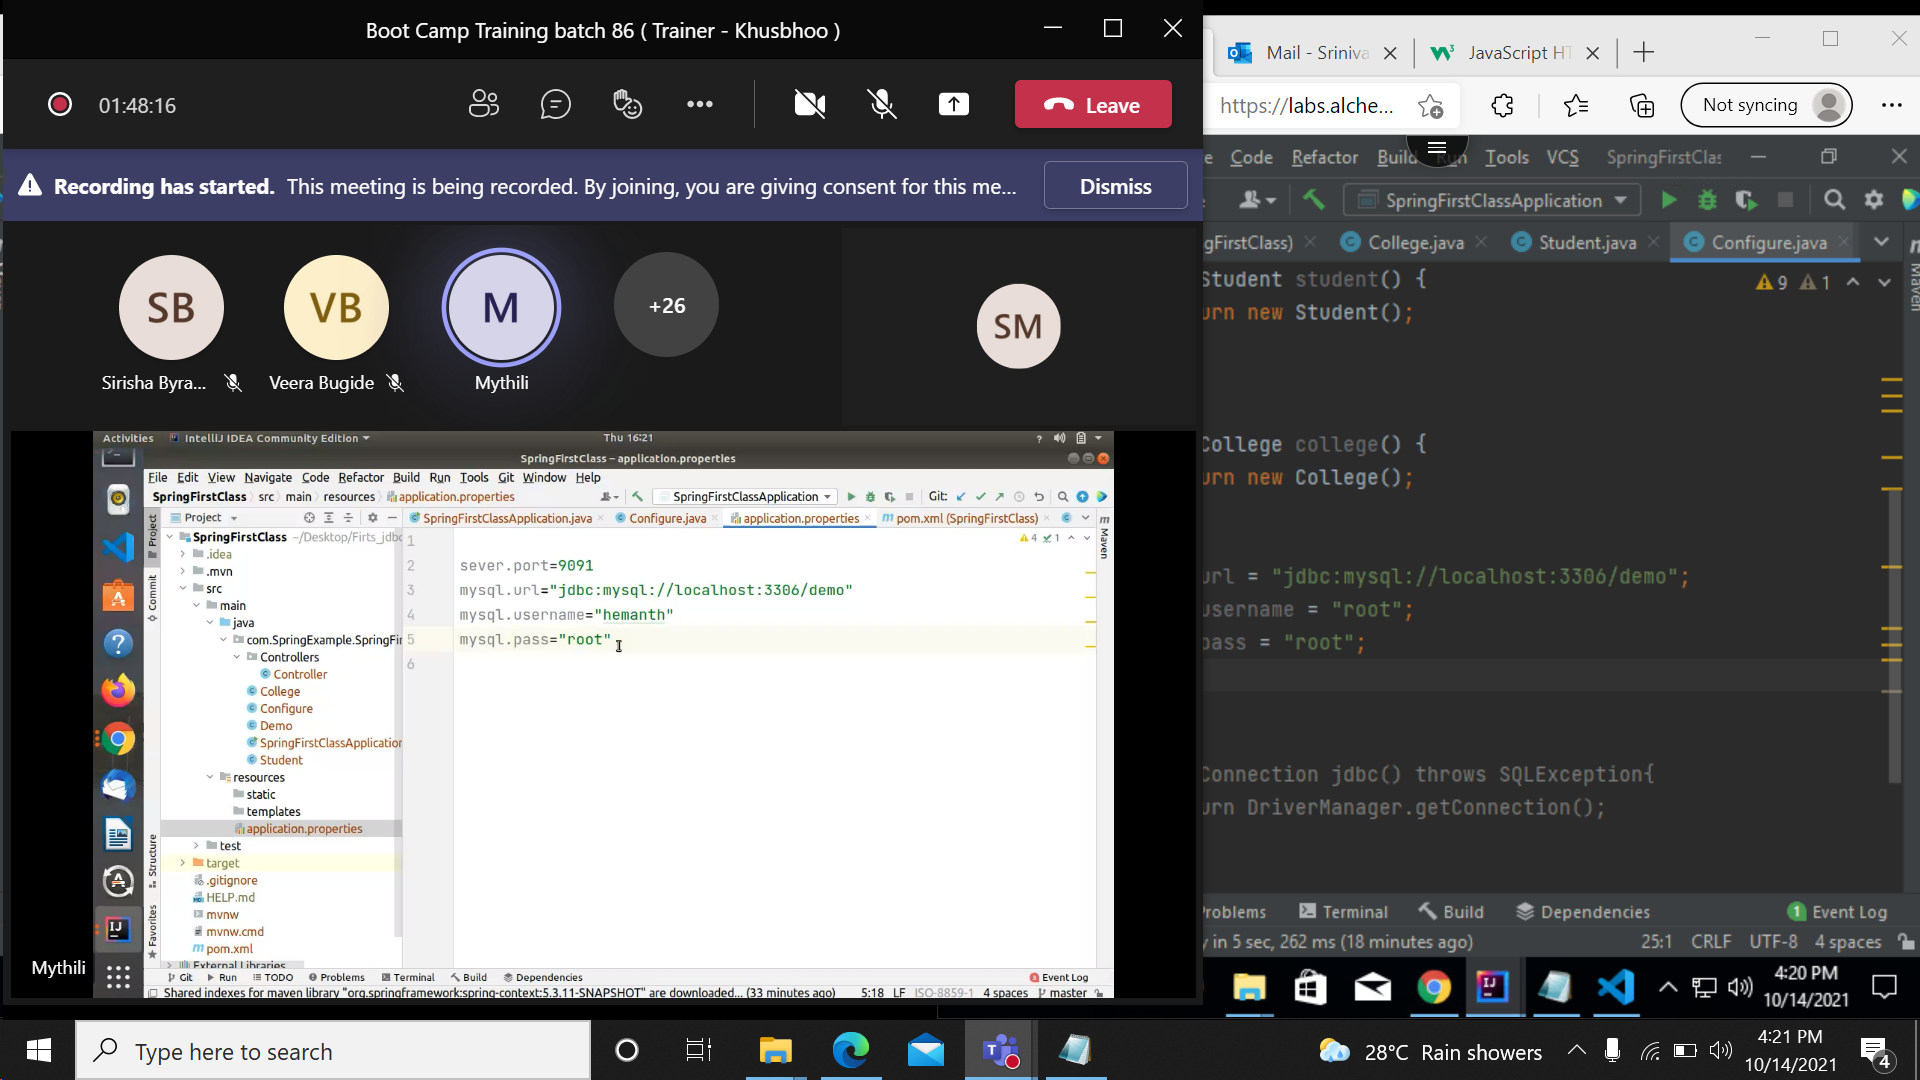 Boot Camp Training batch 86 ( Trainer - Khusbhoo )
01:48:16
Leave
Recording has started. This meeting is being recorded. By joining, you are giving consent for this me...
Dismiss
SB
VB
M
+26
SM
Sirisha Byra...
Veera Bugide
Mythili
Activities
IntelliJ IDEA Community Edition
Thu 16:21
SpringFirstClass – application.properties
File Edit View Navigate Code Refactor Build Run Tools Git Window Help
SpringFirstClass src main resources application.properties
SpringFirstClassApplication
Git:
Project
SpringFirstClassApplication.java
Configure.java
application.properties
pom.xml (SpringFirstClass)
Project
Commit
Structure
Favorites
Maven
SpringFirstClass ~/Desktop/Firts_jdbc
.idea
.mvn
src
main
java
com.SpringExample.SpringFir
Controllers
Controller
College
Configure
Demo
SpringFirstClassApplication
Student
resources
static
templates
application.properties
test
target
.gitignore
HELP.md
mvnw
mvnw.cmd
pom.xml
External Libraries
4 1
1
2 sever.port=9091
3 mysql.url="jdbc:mysql://localhost:3306/demo"
4 mysql.username="hemanth"
5 mysql.pass="root"
6
Git Run TODO Problems Terminal Build Dependencies
Event Log
Shared indexes for maven library "org.springframework:spring-context:5.3.11-SNAPSHOT" are downloaded... (33 minutes ago)
5:18 LF ISO-8859-1 4 spaces master
Mythili
Mail - Sriniva
JavaScript HT
https://labs.alche...
Not syncing
e Code Refactor Build Run Tools VCS SpringFirstClas
SpringFirstClassApplication
gFirstClass)
College.java
Student.java
Configure.java
Maven
9 1
Student student() {
urn new Student();
College college() {
urn new College();
url = "jdbc:mysql://localhost:3306/demo";
username = "root";
pass = "root";
Connection jdbc() throws SQLException{
urn DriverManager.getConnection();
roblems
Terminal
Build
Dependencies
1 Event Log
y in 5 sec, 262 ms (18 minutes ago)
25:1 CRLF UTF-8 4 spaces
4:20 PM
10/14/2021
Type here to search
28°C Rain showers
4:21 PM
10/14/2021
4